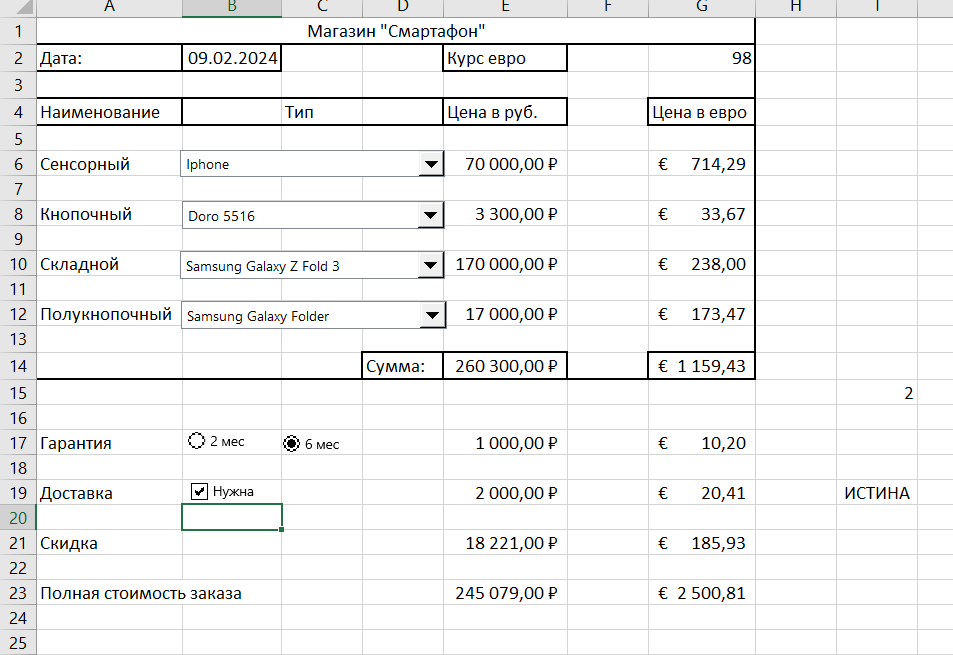 A B C D E F G H I
1 Магазин "Смартафон"
2 Дата: 09.02.2024 Курс евро 98
3
4 Наименование Тип Цена в руб. Цена в евро
5
6 Сенсорный Iphone 70 000,00 ₽ € 714,29
7
8 Кнопочный Doro 5516 3 300,00 ₽ € 33,67
9
10 Складной Samsung Galaxy Z Fold 3 170 000,00 ₽ € 238,00
11
12 Полукнопочный Samsung Galaxy Folder 17 000,00 ₽ € 173,47
13
14 Сумма: 260 300,00 ₽ € 1 159,43
15 2
16
17 Гарантия 2 мес 6 мес 1 000,00 ₽ € 10,20
18
19 Доставка Нужна 2 000,00 ₽ € 20,41 ИСТИНА
20
21 Скидка 18 221,00 ₽ € 185,93
22
23 Полная стоимость заказа 245 079,00 ₽ € 2 500,81
24
25